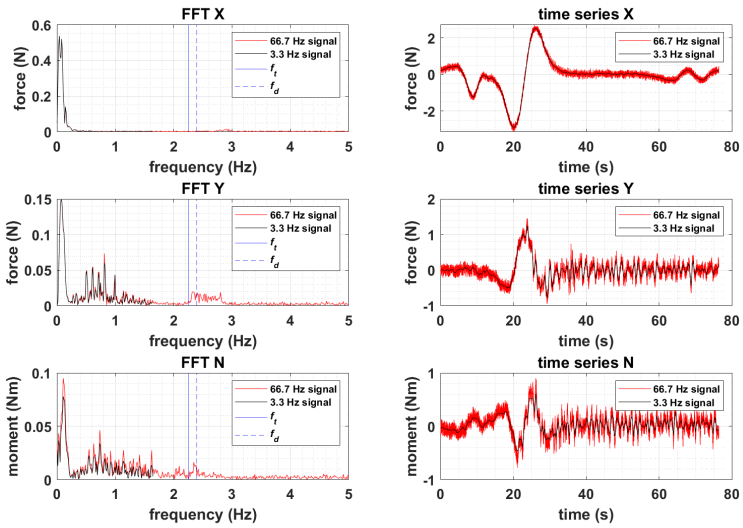 FFT X
0.6
0.4
0.2
0
force (N)
0 1 2 3 4 5
frequency (Hz)
66.7 Hz signal
3.3 Hz signal
f_t
f_d
time series X
2
0
-2
force (N)
0 20 40 60 80
time (s)
66.7 Hz signal
3.3 Hz signal
FFT Y
0.15
0.1
0.05
0
force (N)
0 1 2 3 4 5
frequency (Hz)
66.7 Hz signal
3.3 Hz signal
f_t
f_d
time series Y
2
1
0
-1
force (N)
0 20 40 60 80
time (s)
66.7 Hz signal
3.3 Hz signal
FFT N
0.1
0.05
0
moment (Nm)
0 1 2 3 4 5
frequency (Hz)
66.7 Hz signal
3.3 Hz signal
f_t
f_d
time series N
1
0
-1
moment (Nm)
0 20 40 60 80
time (s)
66.7 Hz signal
3.3 Hz signal